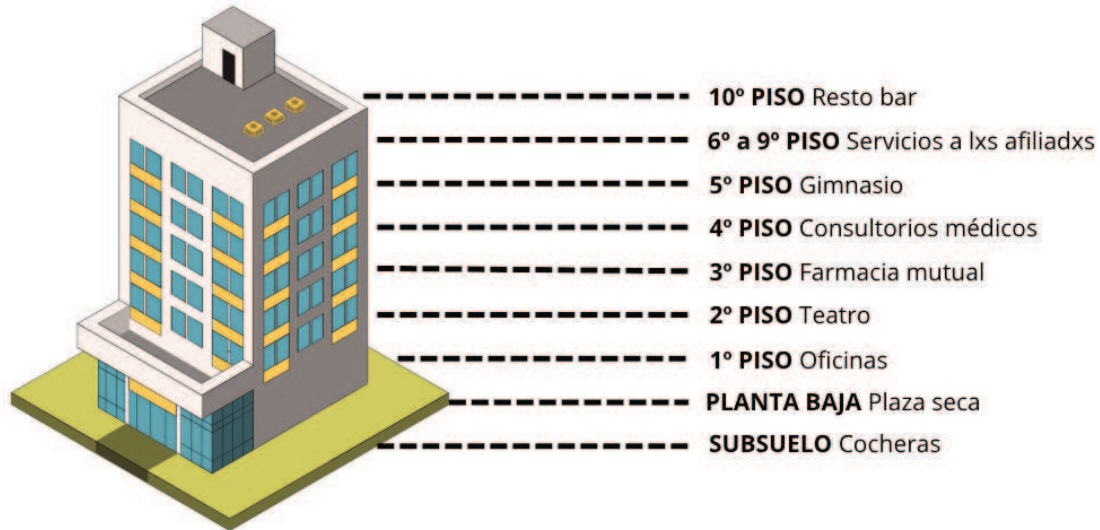 10º PISO Resto bar
6º a 9º PISO Servicios a lxs afiliadxs
5º PISO Gimnasio
4º PISO Consultorios médicos
3º PISO Farmacia mutual
2º PISO Teatro
1º PISO Oficinas
PLANTA BAJA Plaza seca
SUBSUELO Cocheras